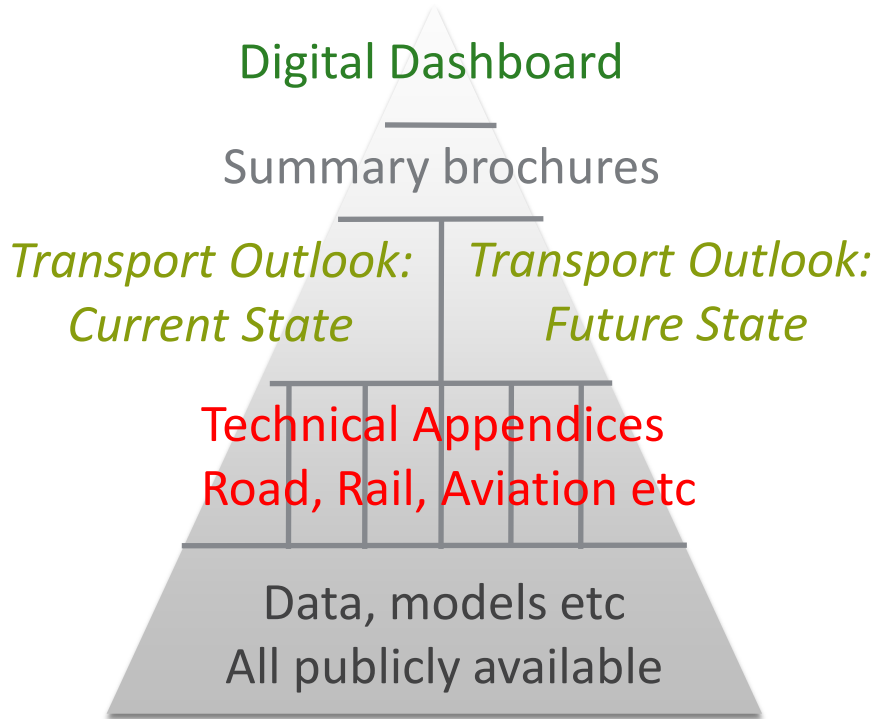 Digital Dashboard
Summary brochures
Transport Outlook:
Current State
Transport Outlook:
Future State
Technical Appendices
Road, Rail, Aviation etc
Data, models etc
All publicly available